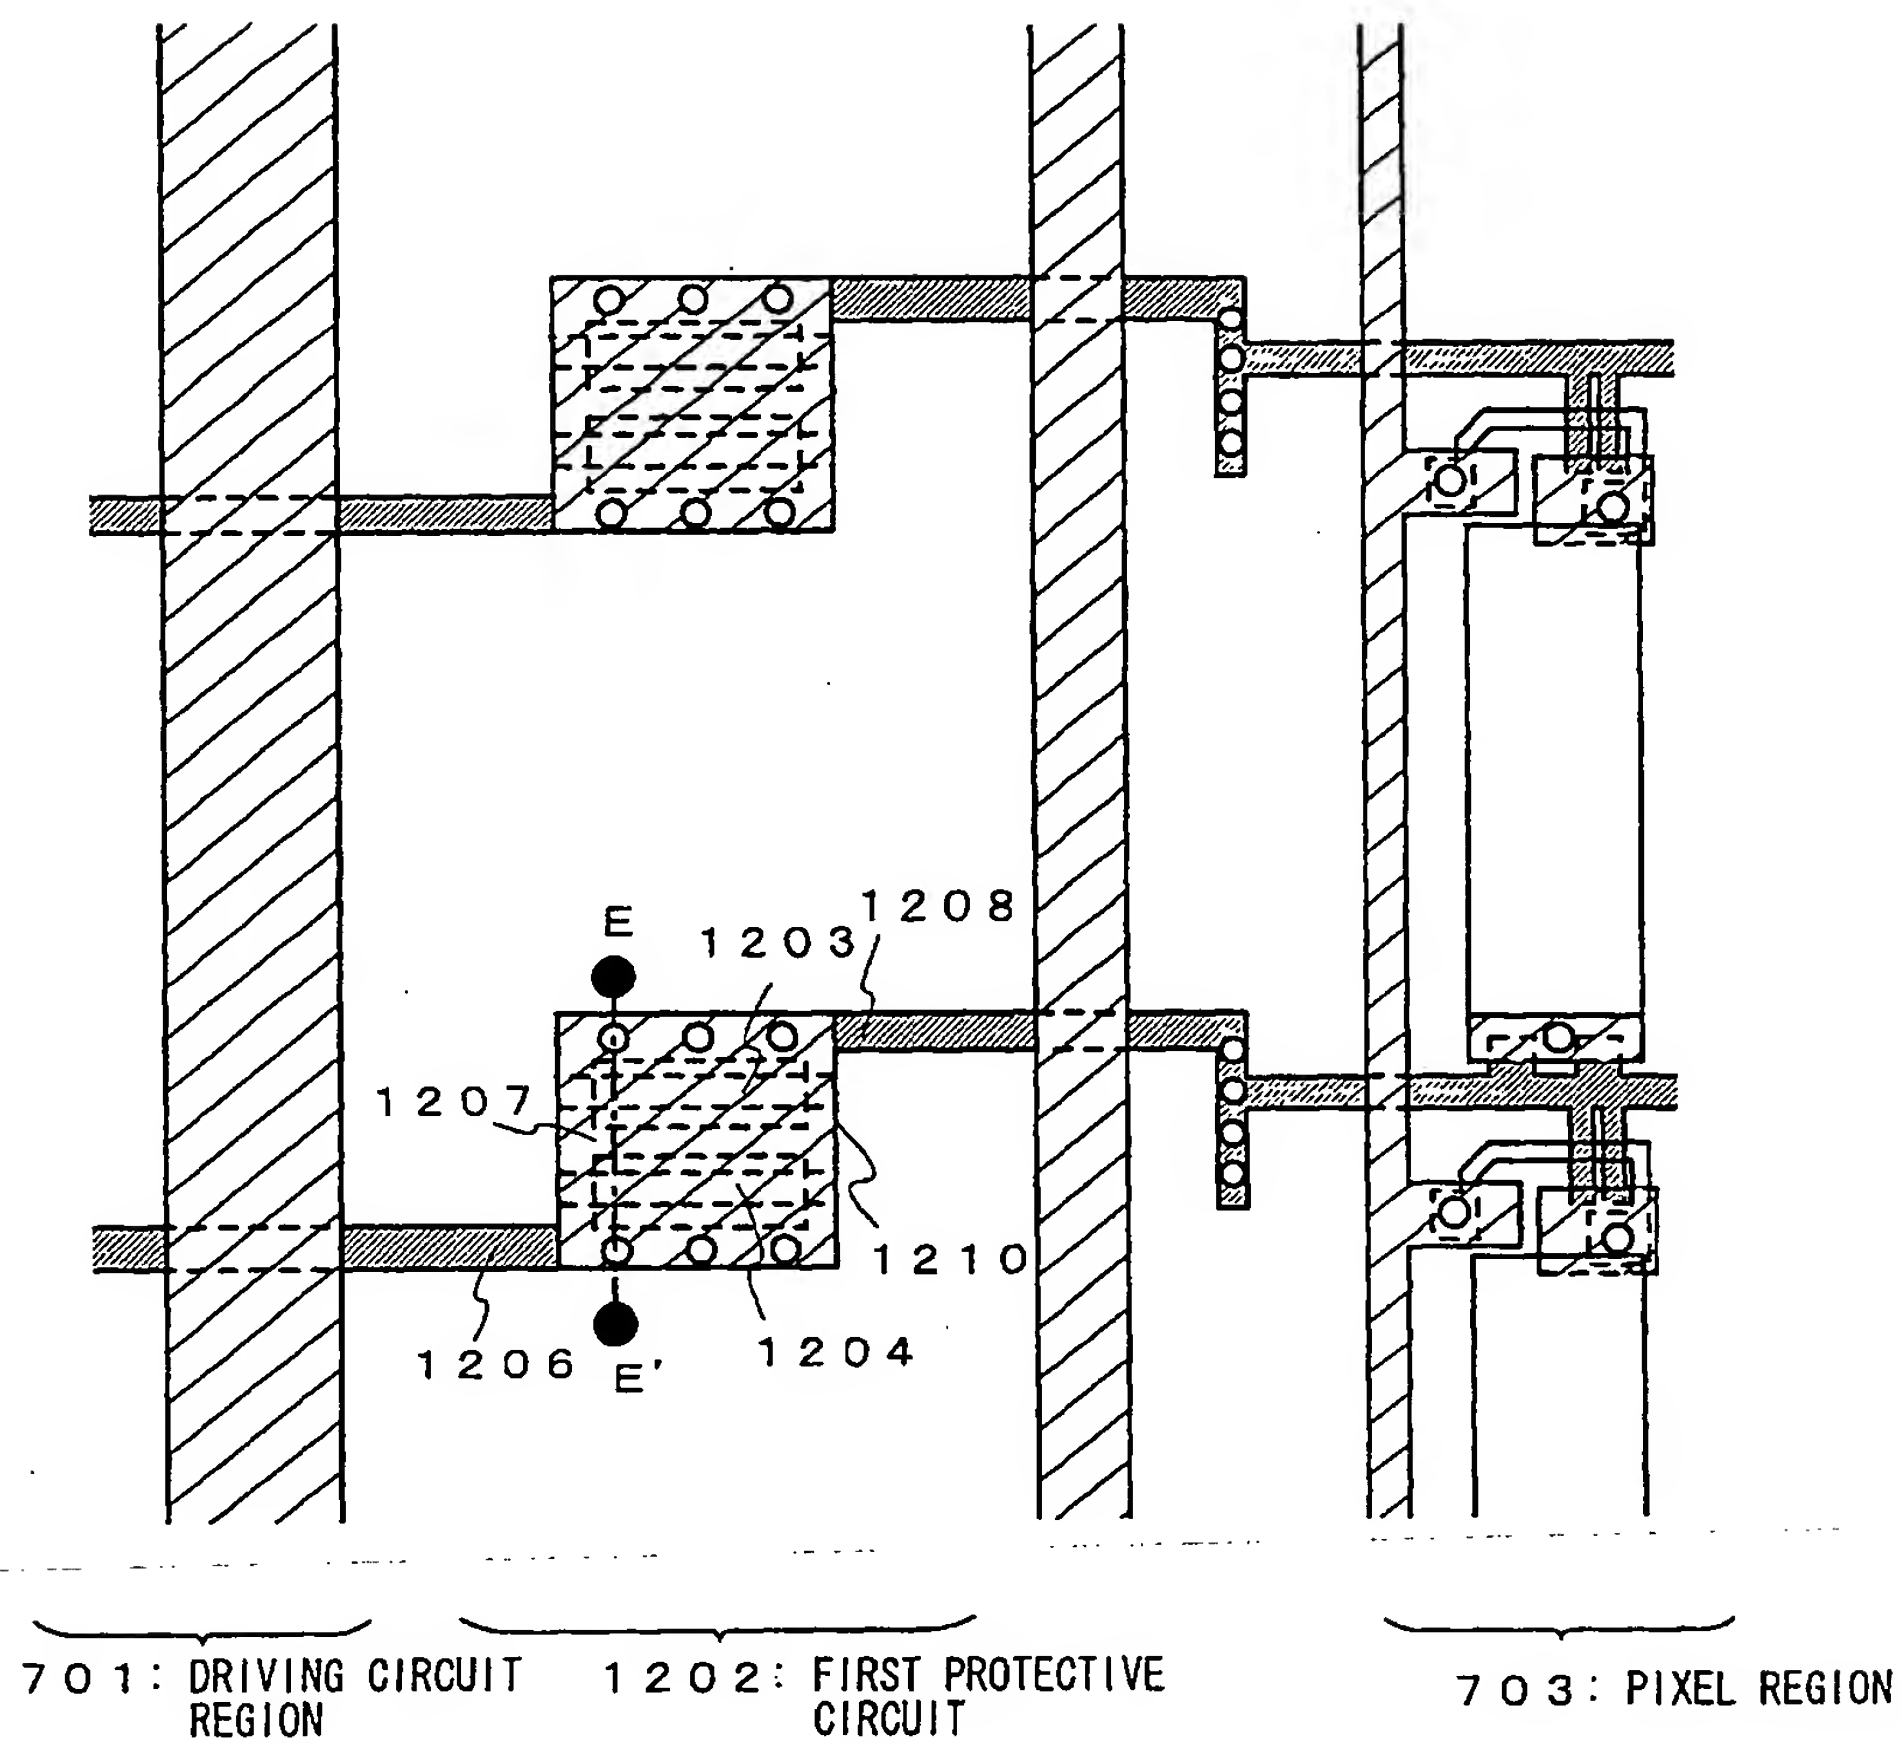 1208
E
1203
1207
1210
1204
1206
E'
701: DRIVING CIRCUIT
REGION
1202: FIRST PROTECTIVE
CIRCUIT
703: PIXEL REGION